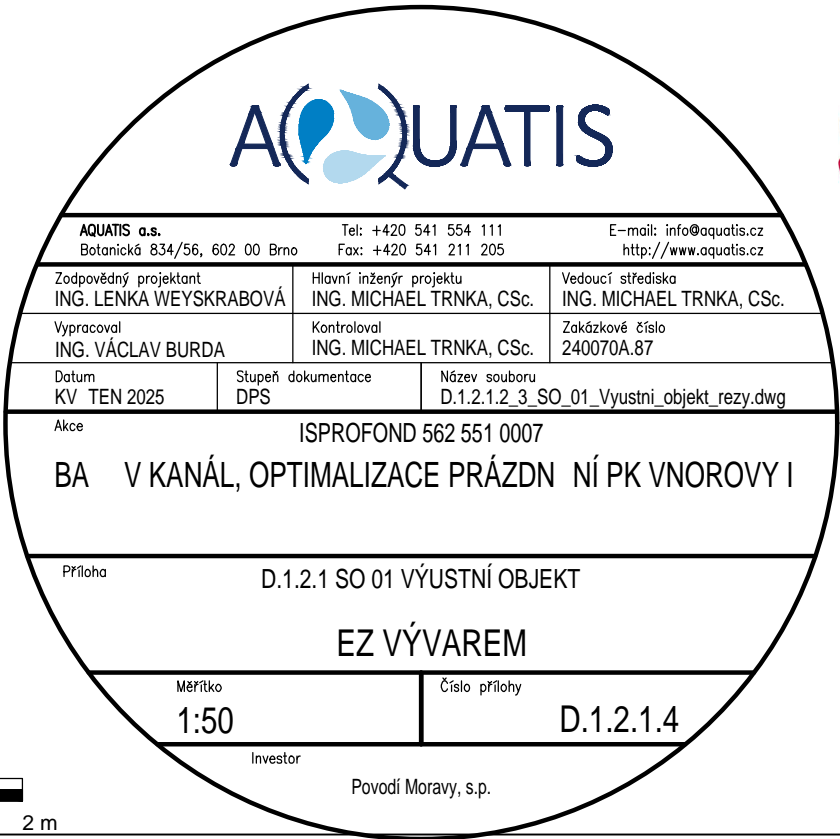 AQUATIS
AQUATIS a.s. Tel: +420 541 554 111 E-mail: info@aquatis.cz
Botanická 834/56, 602 00 Brno Fax: +420 541 211 205 http://www.aquatis.cz
Zodpovědný projektant Hlavní inženýr projektu Vedoucí střediska
ING. LENKA WEYSKRABOVÁ ING. MICHAEL TRNKA, CSc. ING. MICHAEL TRNKA, CSc.
Vypracoval Kontroloval Zakázkové číslo
ING. VÁCLAV BURDA ING. MICHAEL TRNKA, CSc. 240070A.87
Datum Stupeň dokumentace Název souboru
KV TEN 2025 DPS D.1.2.1.2_3_SO_01_Vyustni_objekt_rezy.dwg
Akce ISPROFOND 562 551 0007
BA V KANÁL, OPTIMALIZACE PRÁZDN NÍ PK VNOROVY I
Příloha D.1.2.1 SO 01 VÝUSTNÍ OBJEKT
EZ VÝVAREM
Měřítko Číslo přílohy
1:50 D.1.2.1.4
Investor
Povodí Moravy, s.p.
2 m